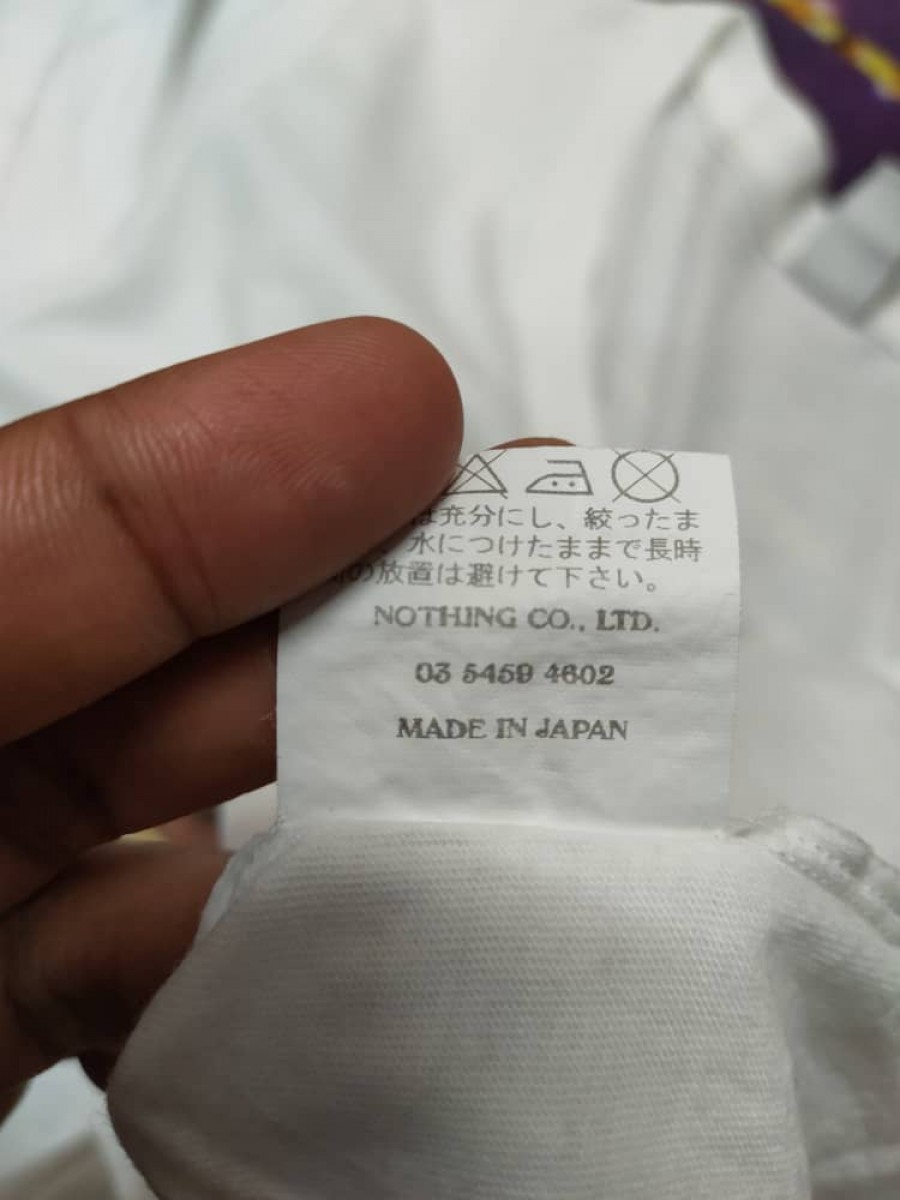 は充分にし、絞ったま
、水につけたままで長時
の放置は避けて下さい。
NOTHING CO., LTD.
03 5459 4602
MADE IN JAPAN